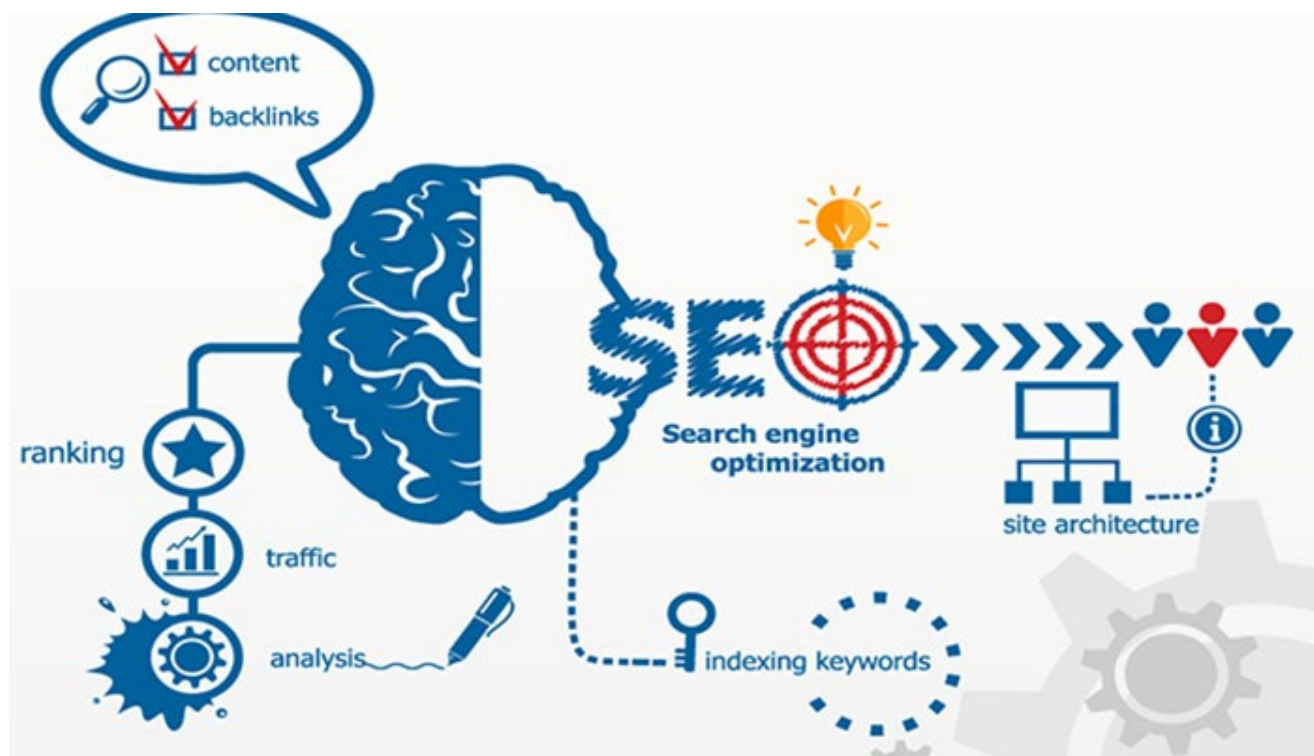 content
backlinks
SEO
Search engine
optimization
ranking
traffic
analysis
site architecture
indexing keywords
i